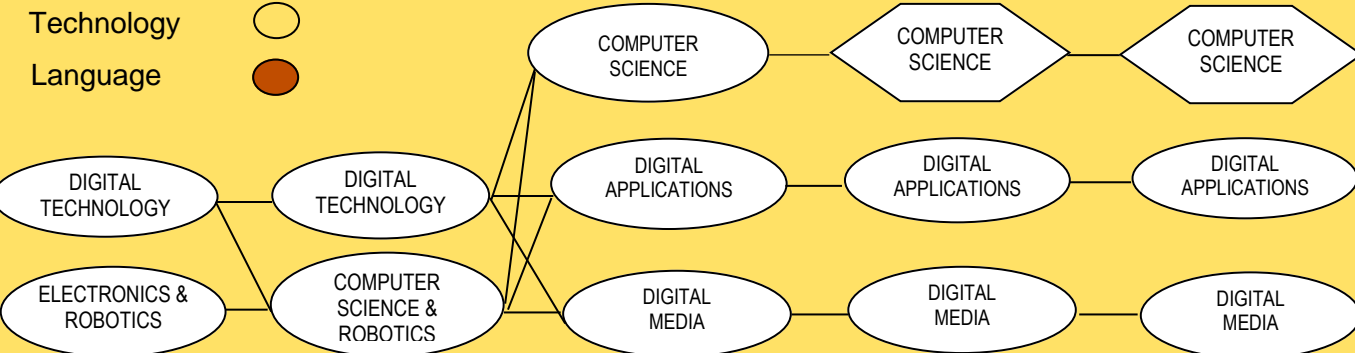 Technology
Language
COMPUTER
SCIENCE
COMPUTER
SCIENCE
COMPUTER
SCIENCE
DIGITAL
TECHNOLOGY
DIGITAL
TECHNOLOGY
DIGITAL
APPLICATIONS
DIGITAL
APPLICATIONS
DIGITAL
APPLICATIONS
ELECTRONICS &
ROBOTICS
COMPUTER
SCIENCE &
ROBOTICS
DIGITAL
MEDIA
DIGITAL
MEDIA
DIGITAL
MEDIA